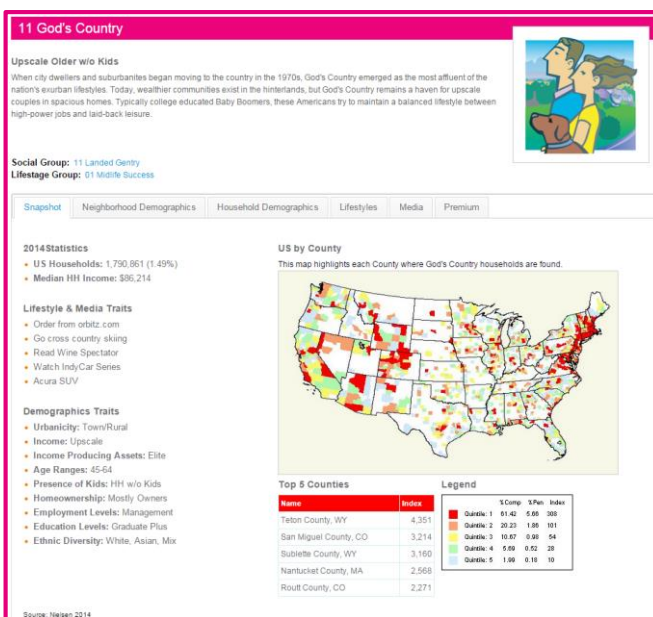 11 God's Country
Upscale Older w/o Kids
When city dwellers and suburbanites began moving to the country in the 1970s, God's Country emerged as the most affluent of the
nation's exurban lifestyles. Today, wealthier communities exist in the hinterlands, but God's Country remains a haven for upscale
couples in spacious homes. Typically college educated Baby Boomers, these Americans try to maintain a balanced lifestyle between
high-power jobs and laid-back leisure.
Social Group: 11 Landed Gentry
Lifestage Group: 01 Midlife Success
Snapshot Neighborhood Demographics Household Demographics Lifestyles Media Premium
2014Statistics
• US Households: 1,790,861 (1.49%)
• Median HH Income: $86,214
Lifestyle & Media Traits
• Order from orbitz.com
• Go cross country skiing
• Read Wine Spectator
• Watch IndyCar Series
• Acura SUV
Demographics Traits
• Urbanicity: Town/Rural
• Income: Upscale
• Income Producing Assets: Elite
• Age Ranges: 45-64
• Presence of Kids: HH w/o Kids
• Homeownership: Mostly Owners
• Employment Levels: Management
• Education Levels: Graduate Plus
• Ethnic Diversity: White, Asian, Mix
US by County
This map highlights each County where God's Country households are found.
Top 5 Counties
Name Index
Teton County, WY 4,351
San Miguel County, CO 3,214
Sublette County, WY 3,160
Nantucket County, MA 2,568
Routt County, CO 2,271
Legend
% Comp % Pen Index
Quintile: 1 61.42 5.66 308
Quintile: 2 20.23 1.86 101
Quintile: 3 10.67 0.98 54
Quintile: 4 5.69 0.52 28
Quintile: 5 1.99 0.18 10
Source: Nielsen 2014